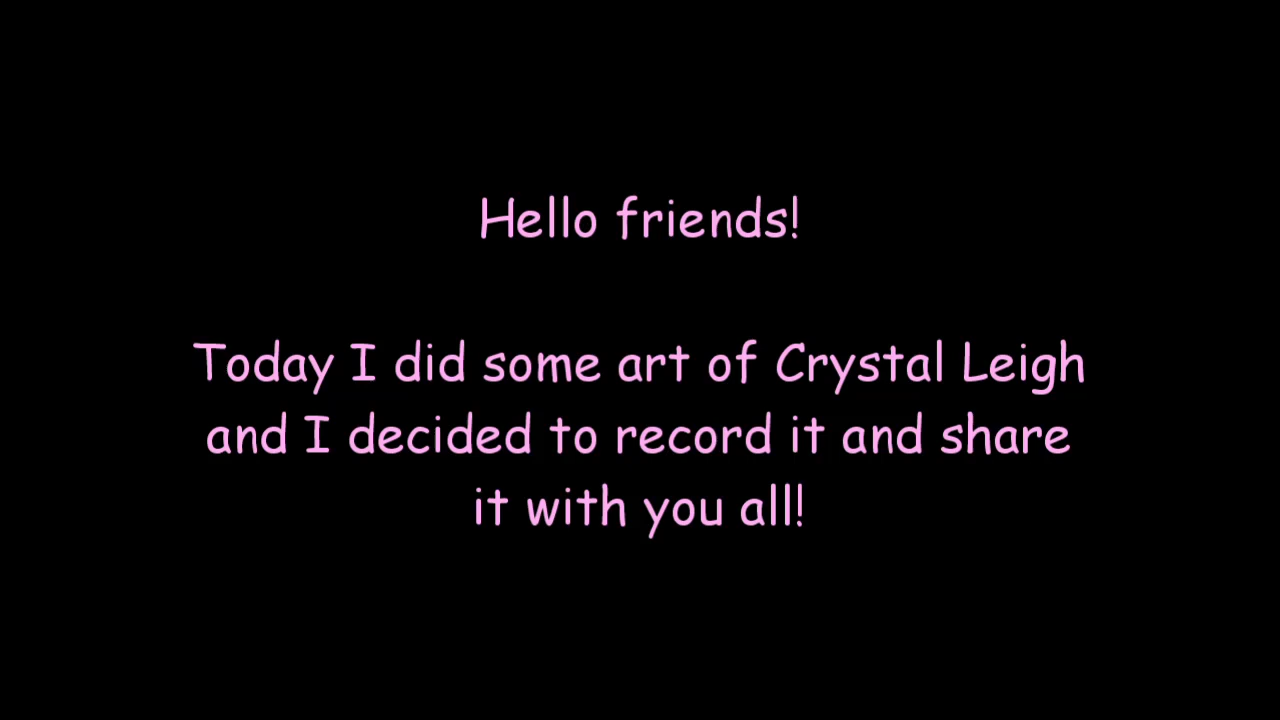 Hello friends!
Today I did some art of Crystal Leigh
and I decided to record it and share
it with you all!